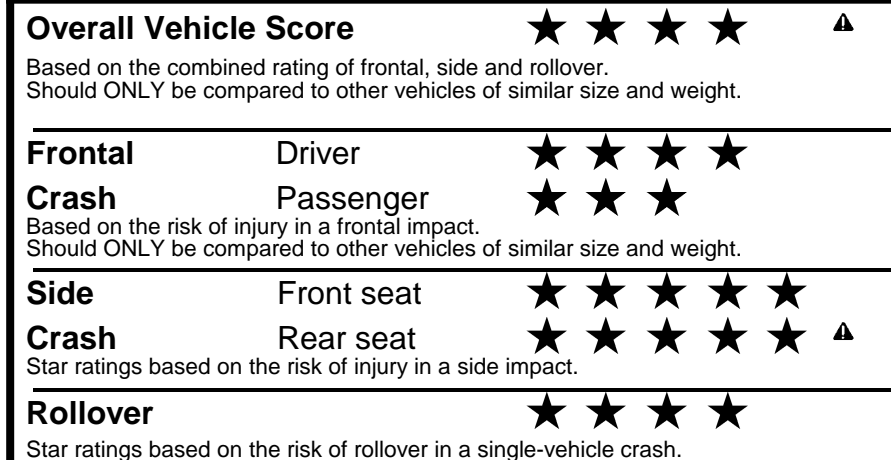 Overall Vehicle Score ★ ★ ★ ★ ⚠
Based on the combined rating of frontal, side and rollover.
Should ONLY be compared to other vehicles of similar size and weight.
Frontal Driver ★ ★ ★ ★
Crash Passenger ★ ★ ★
Based on the risk of injury in a frontal impact.
Should ONLY be compared to other vehicles of similar size and weight.
Side Front seat ★ ★ ★ ★ ★
Crash Rear seat ★ ★ ★ ★ ★ ⚠
Star ratings based on the risk of injury in a side impact.
Rollover ★ ★ ★ ★
Star ratings based on the risk of rollover in a single-vehicle crash.